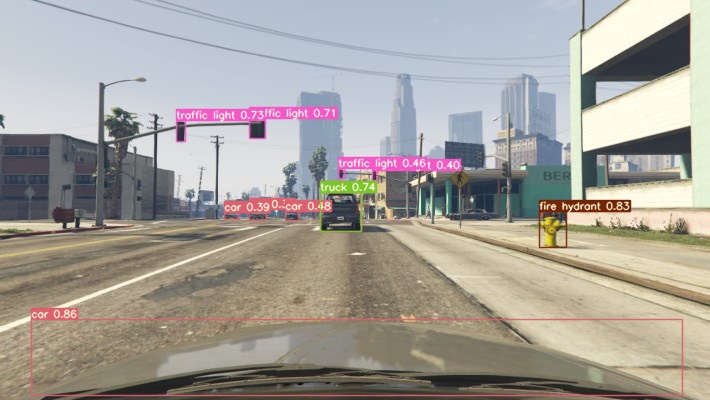 traffic light 0.73
ffic light 0.71
traffic light 0.46
t 0.40
truck 0.74
BER
car 0.39
0.
car 0.48
fire hydrant 0.83
car 0.86